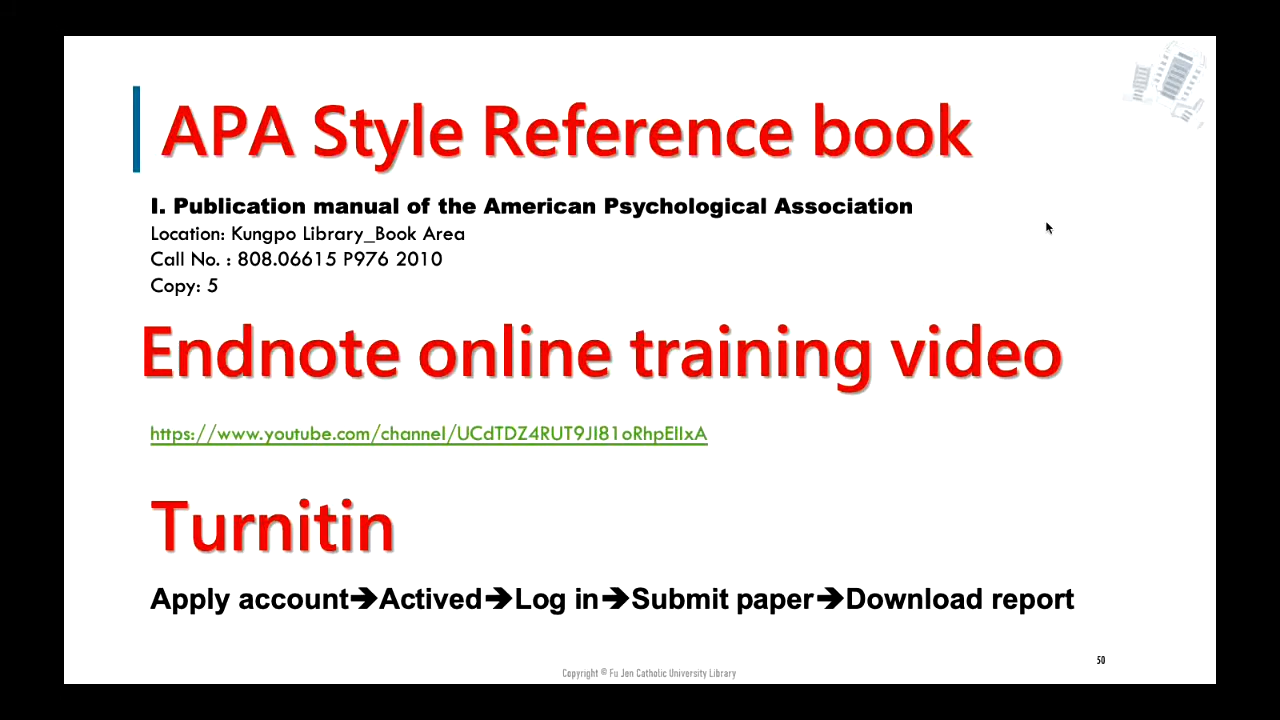 APA Style Reference book
I. Publication manual of the American Psychological Association
Location: Kungpo Library_Book Area
Call No. : 808.06615 P976 2010
Copy: 5
Endnote online training video
https://www.youtube.com/channel/UCdTDZ4RUT9JI81oRhpEllxA
Turnitin
Apply account➔Actived➔Log in➔Submit paper➔Download report
50
Copyright © Fu Jen Catholic University Library